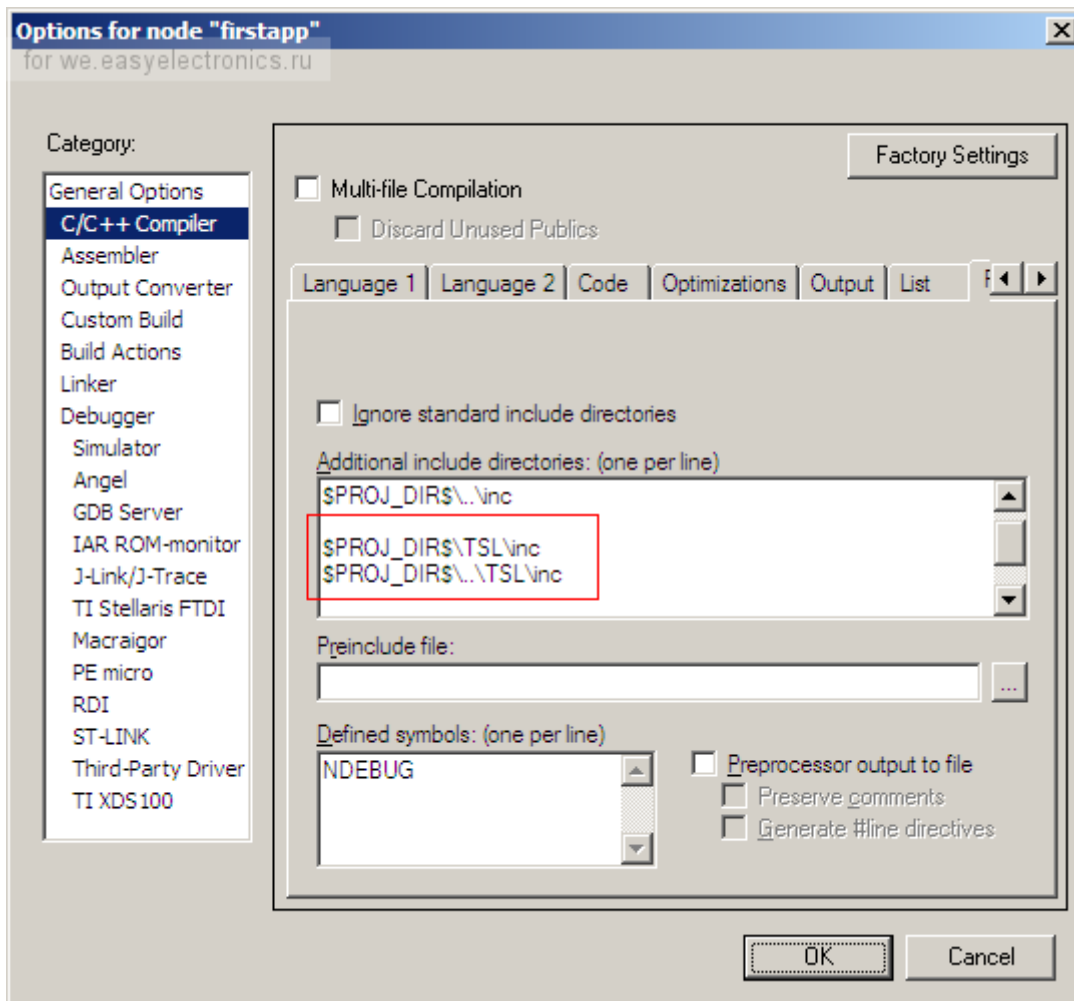 Options for node "firstapp"
for we.easyelectronics.ru
Category:
General Options
C/C++ Compiler
Assembler
Output Converter
Custom Build
Build Actions
Linker
Debugger
Simulator
Angel
GDB Server
IAR ROM-monitor
J-Link/J-Trace
TI Stellaris FTDI
Macraigor
PE micro
RDI
ST-LINK
Third-Party Driver
TI XDS100
Factory Settings
Multi-file Compilation
Discard Unused Publics
Language 1 Language 2 Code Optimizations Output List
Ignore standard include directories
Additional include directories: (one per line)
$PROJ_DIR$\..\inc
$PROJ_DIR$\TSL\inc
$PROJ_DIR$\..\TSL\inc
Preinclude file:
...
Defined symbols: (one per line)
NDEBUG
Preprocessor output to file
Preserve comments
Generate #line directives
OK Cancel